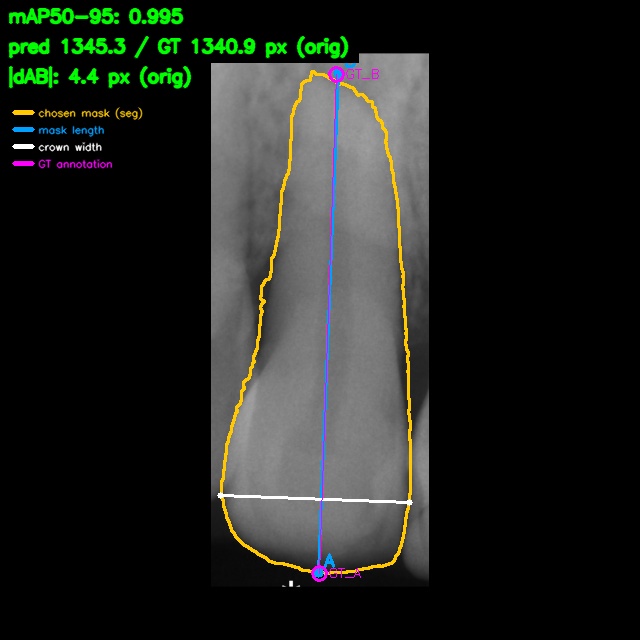 mAP50-95: 0.995
pred 1345.3 / GT 1340.9 px (orig)
|dAB|: 4.4 px (orig)
chosen mask (seg)
mask length
crown width
GT annotation
GT_B
A
GT_A